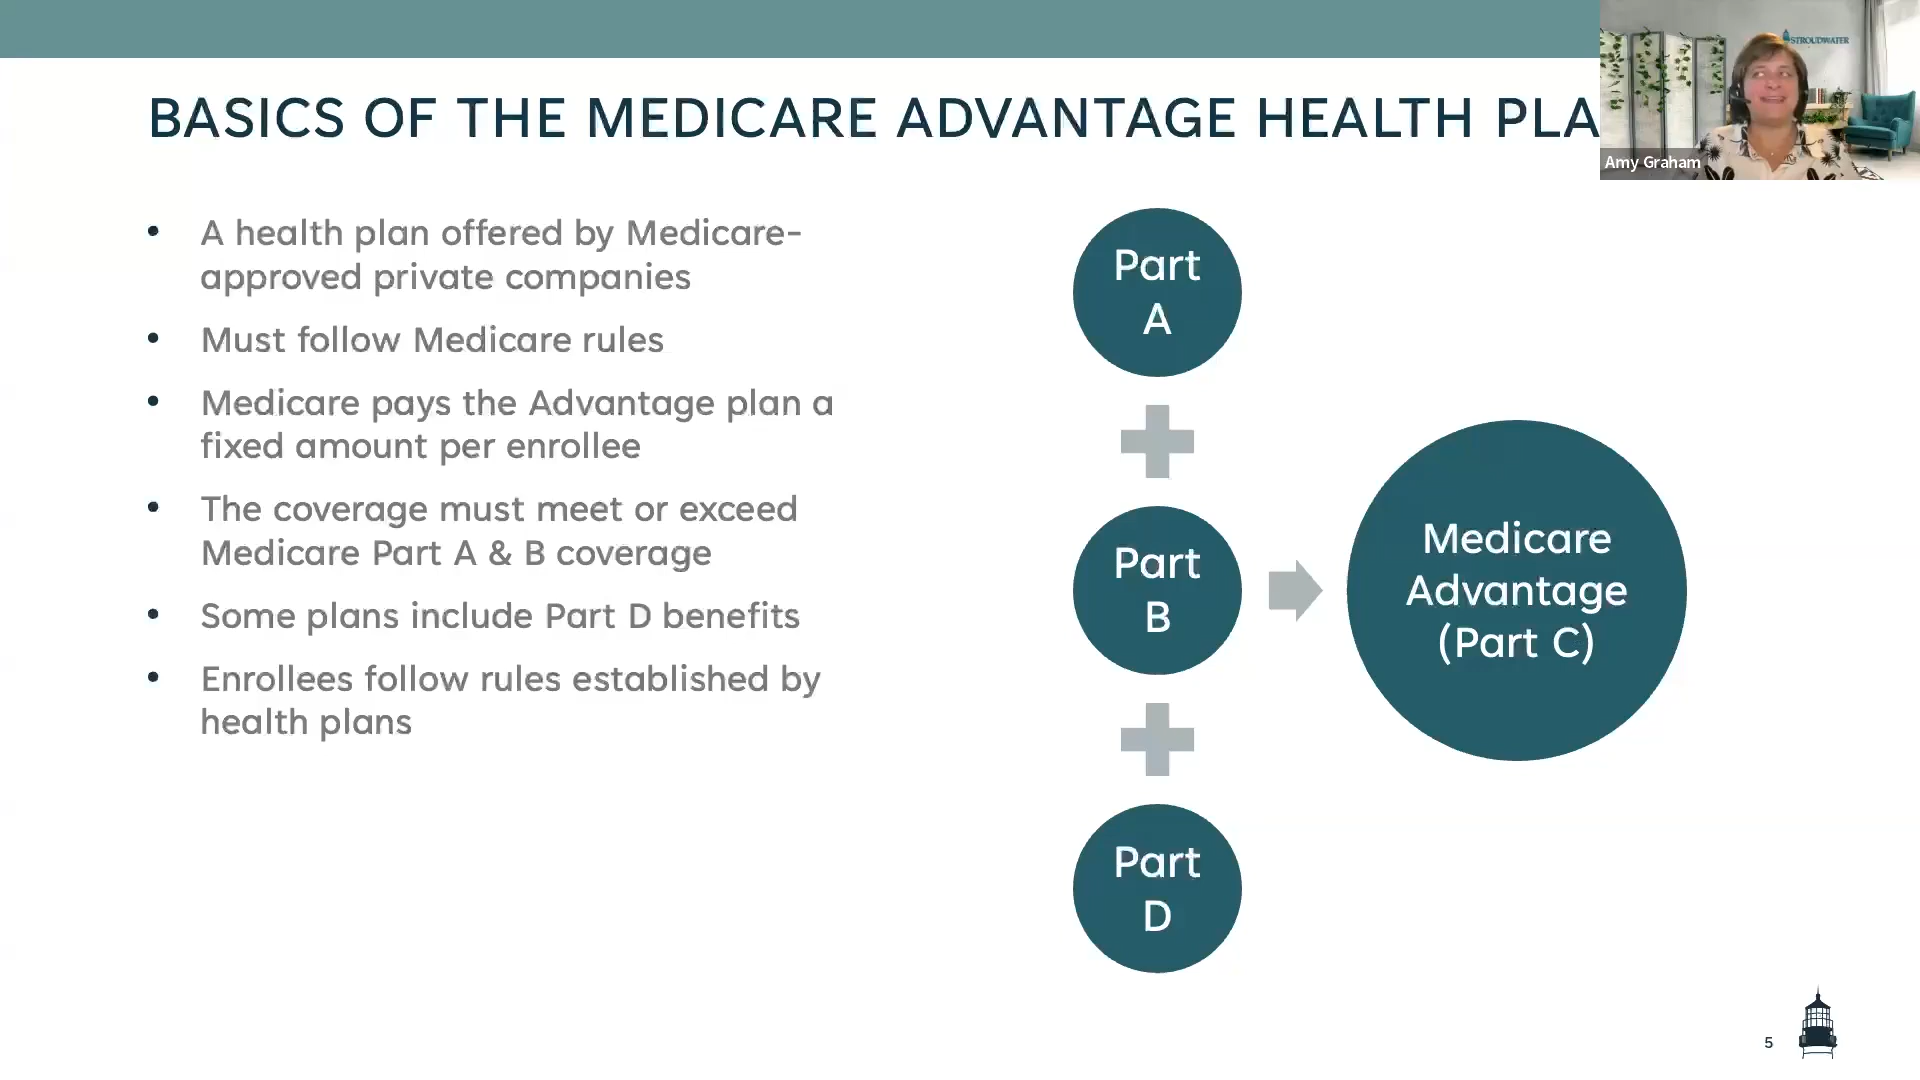 STROUDWATER
BASICS OF THE MEDICARE ADVANTAGE HEALTH PLA
Amy Graham
• A health plan offered by Medicare-
approved private companies
• Must follow Medicare rules
• Medicare pays the Advantage plan a
fixed amount per enrollee
• The coverage must meet or exceed
Medicare Part A & B coverage
• Some plans include Part D benefits
• Enrollees follow rules established by
health plans
Part
A
Part
B
Part
D
Medicare
Advantage
(Part C)
5